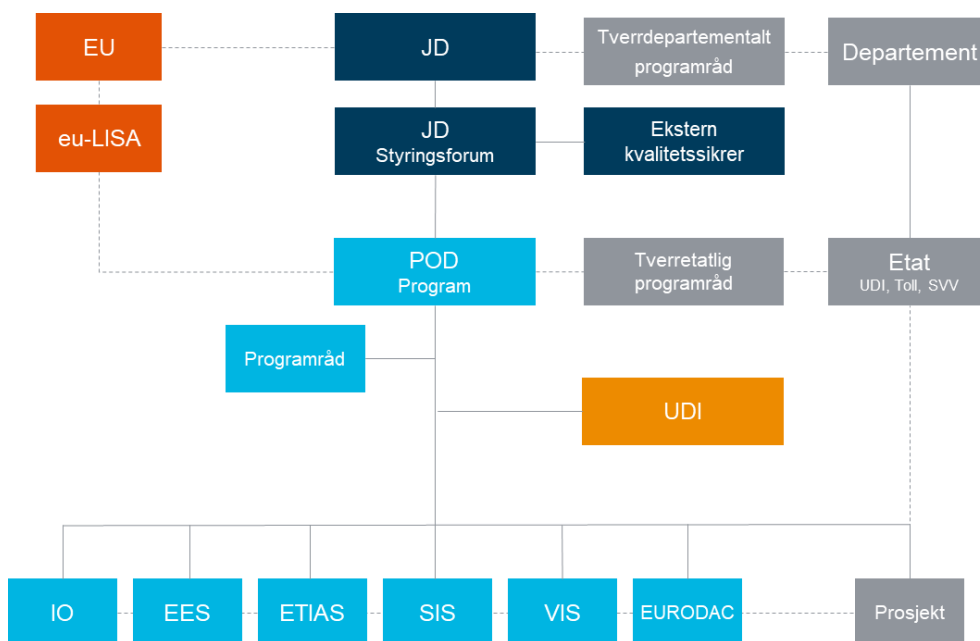 EU
JD
Tverrdepartementalt
programråd
Departement
eu-LISA
JD
Styringsforum
Ekstern
kvalitetssikrer
POD
Program
Tverretatlig
programråd
Etat
UDI, Toll, SVV
Programråd
UDI
IO
EES
ETIAS
SIS
VIS
EURODAC
Prosjekt